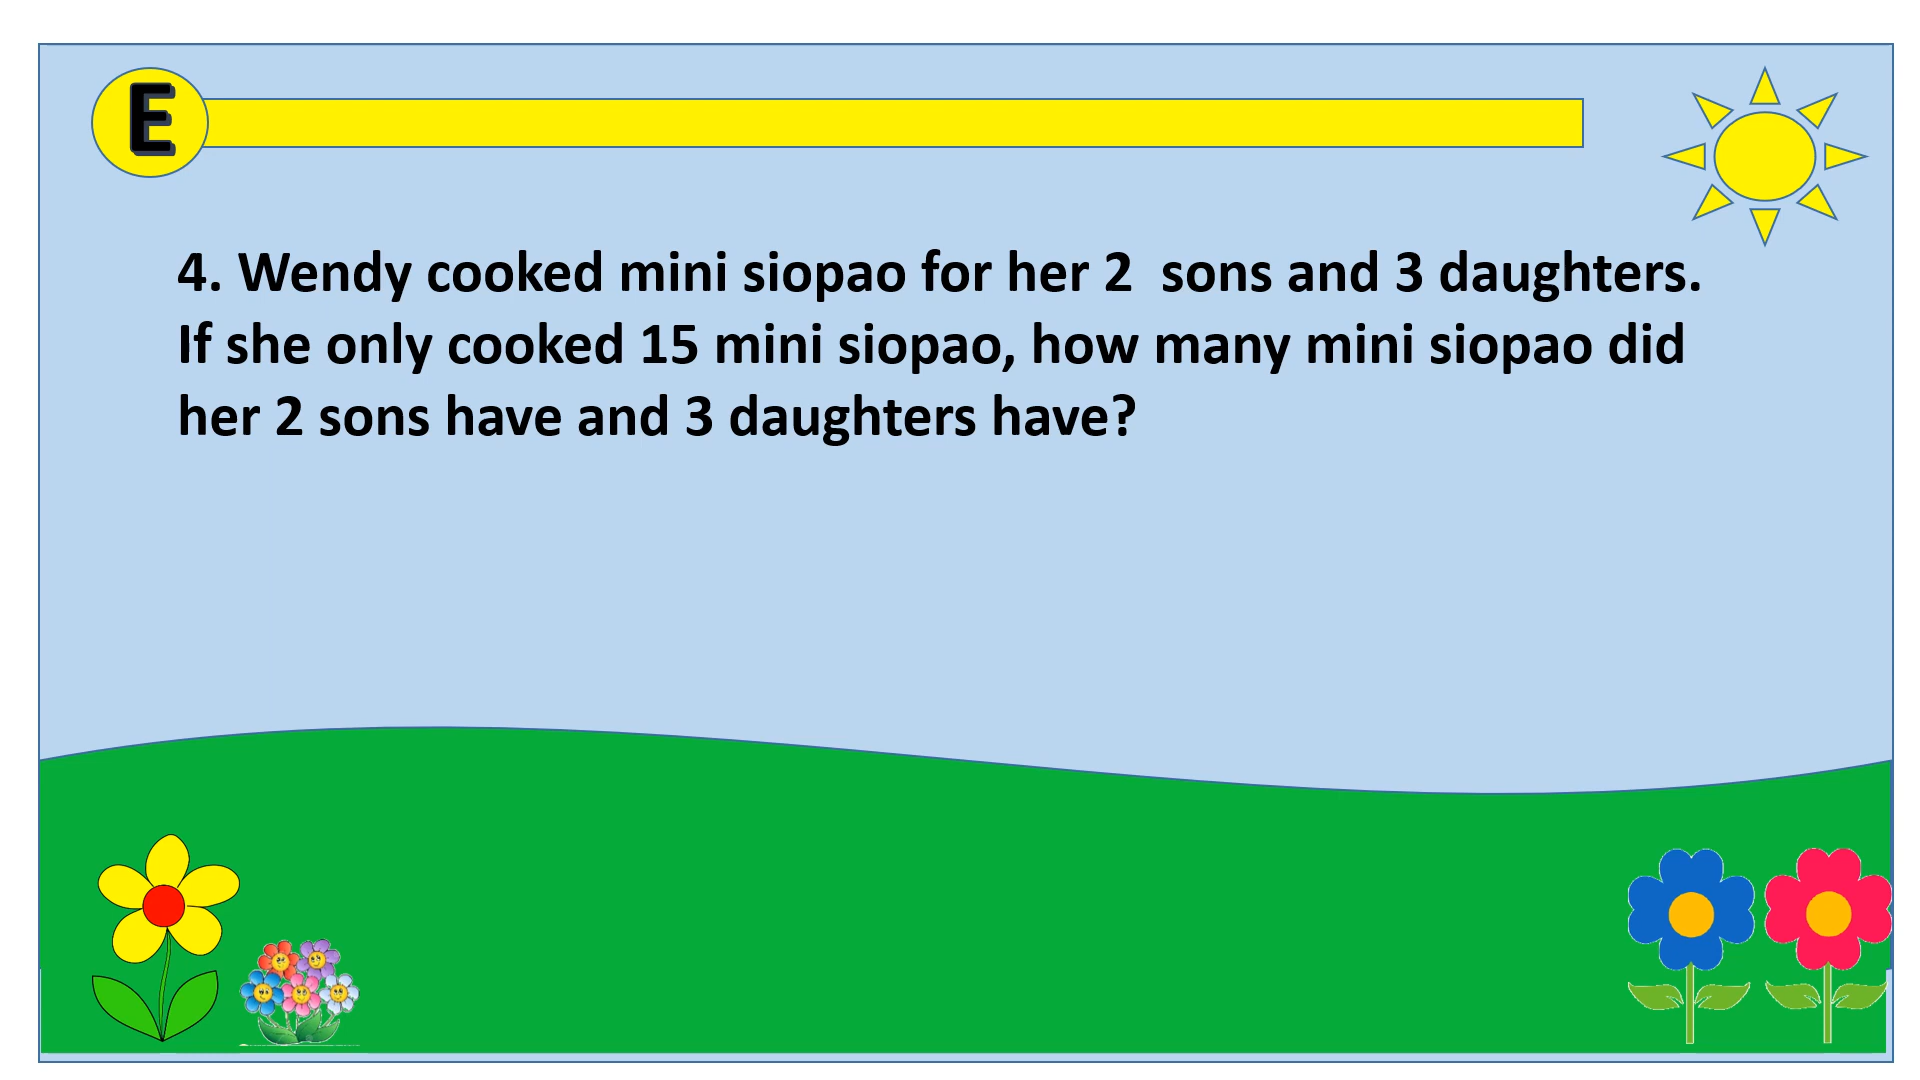 E
4. Wendy cooked mini siopao for her 2  sons and 3 daughters.
If she only cooked 15 mini siopao, how many mini siopao did
her 2 sons have and 3 daughters have?